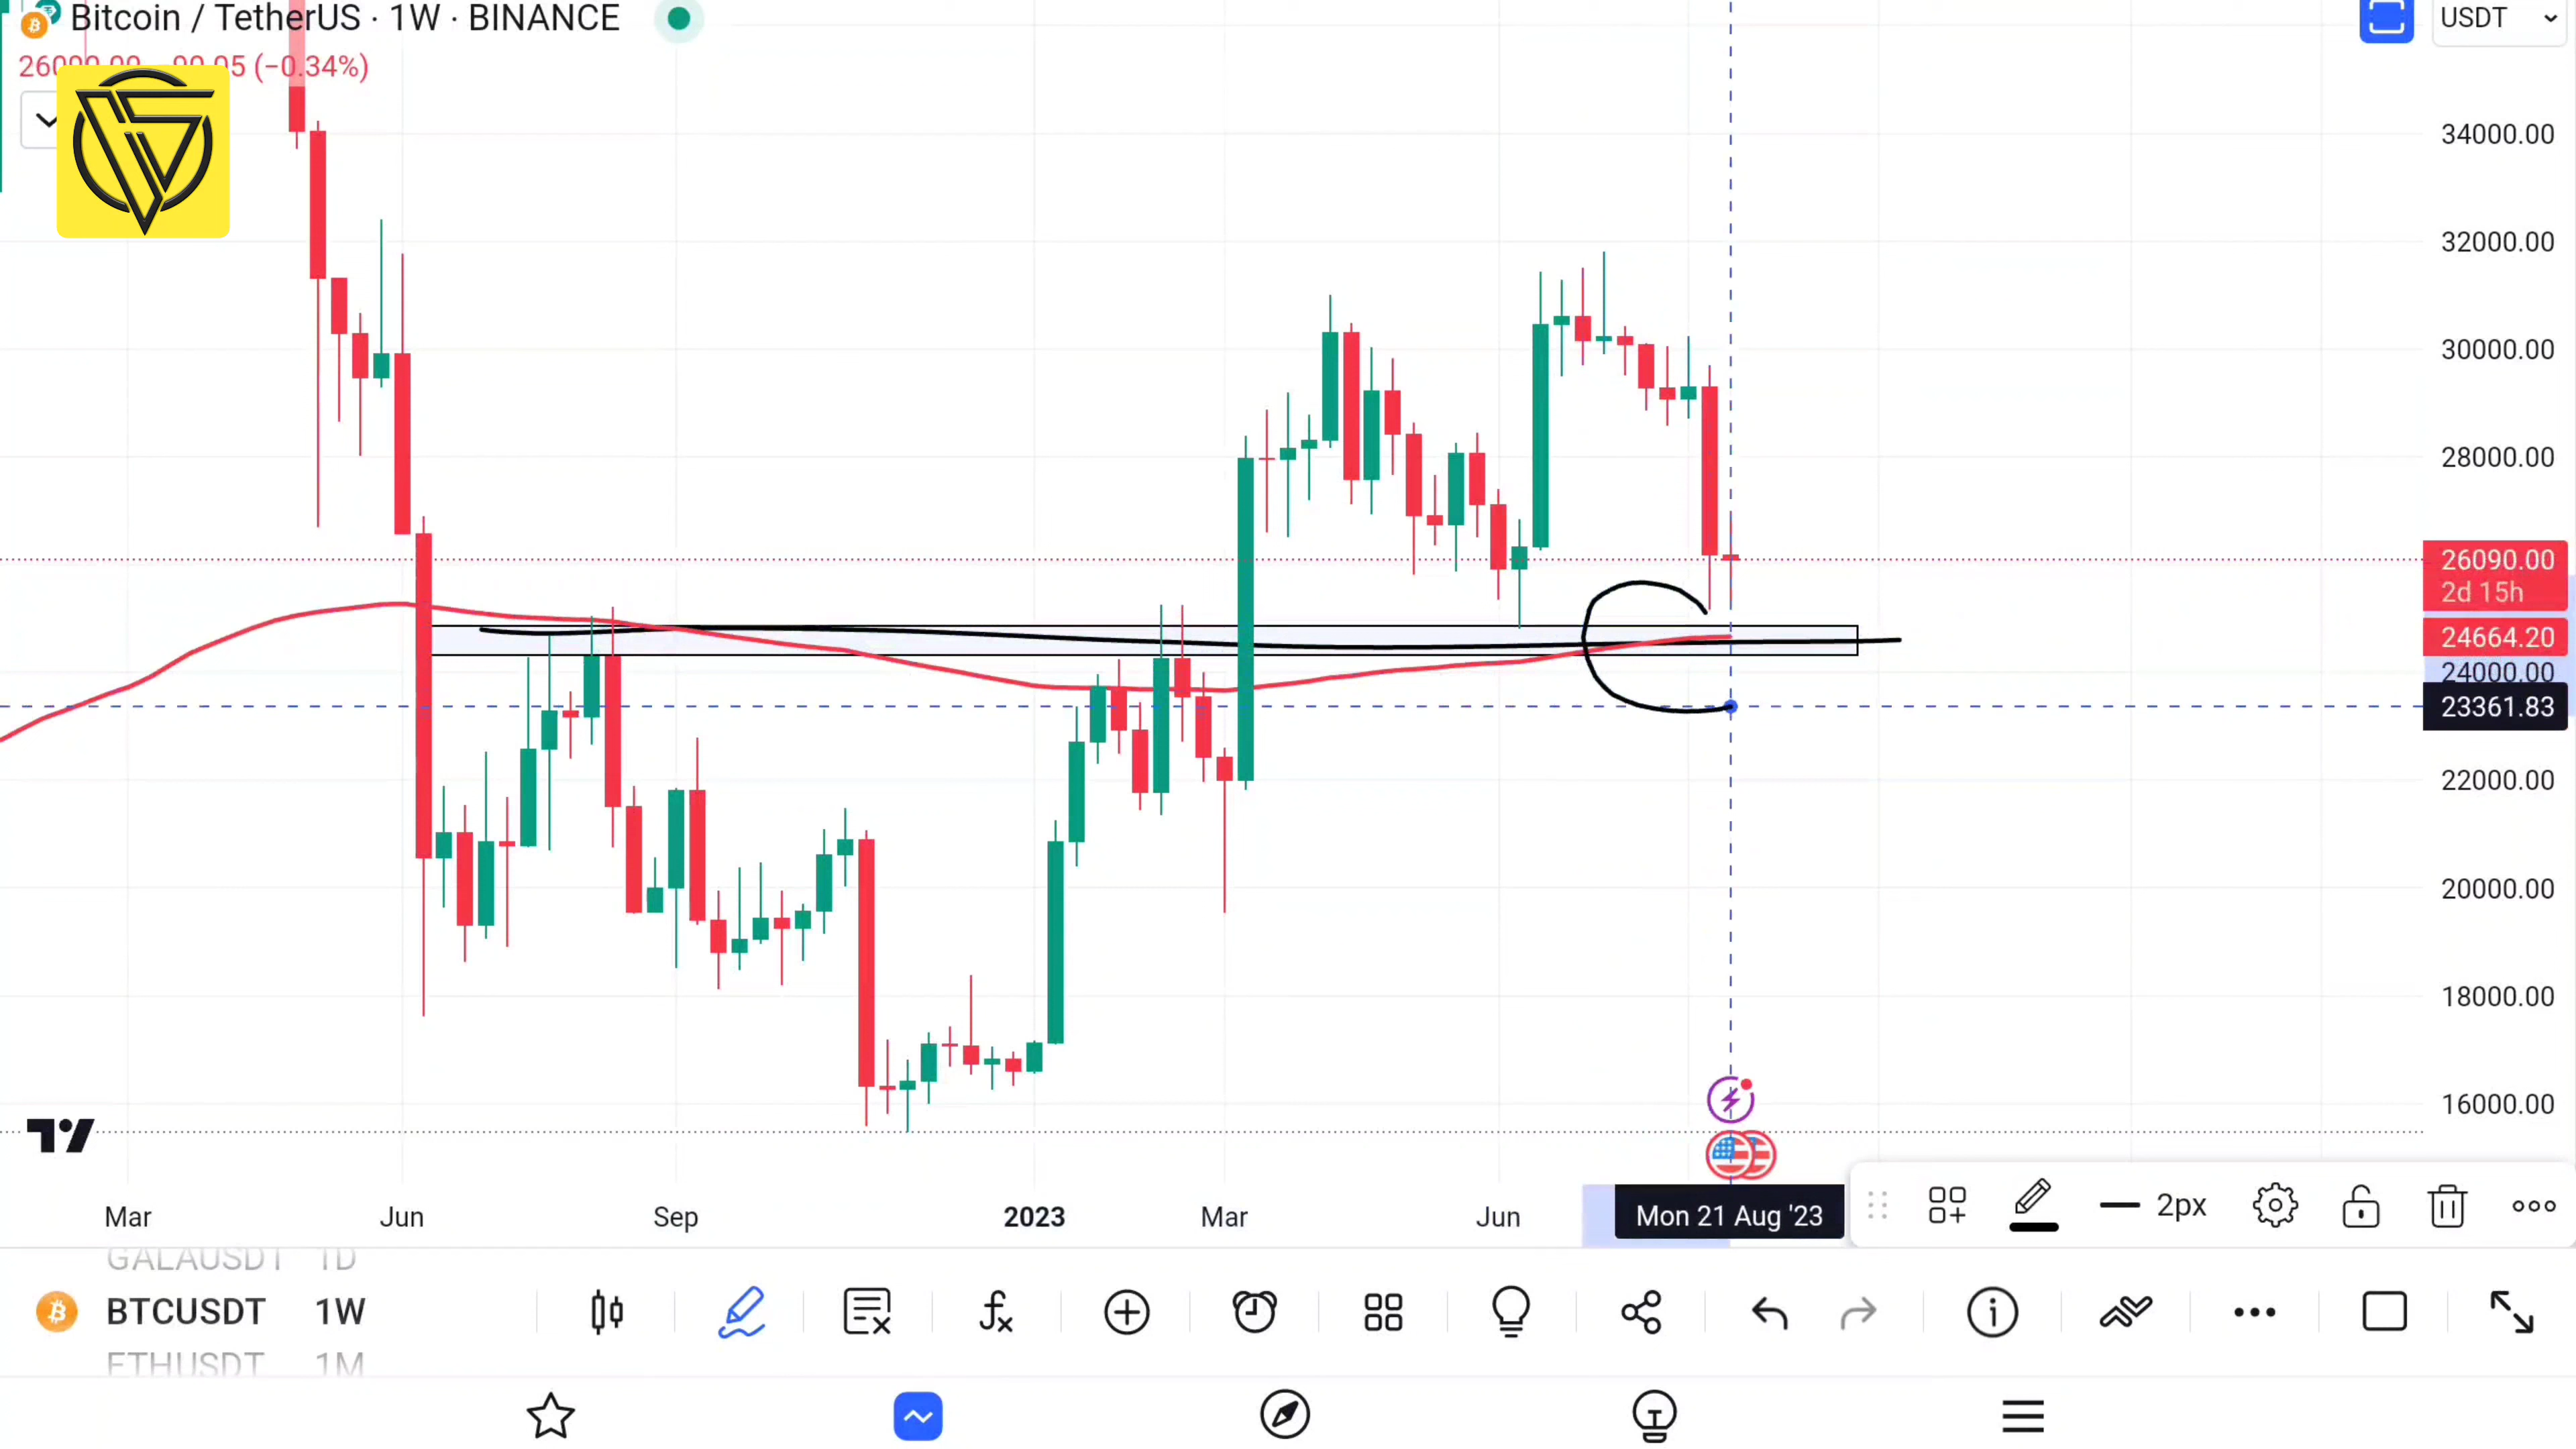 Bitcoin / TetherUS · 1W · BINANCE
USDT
(−0.34%)
34000.00
32000.00
30000.00
28000.00
26090.00
2d 15h
24664.20
24000.00
23361.83
22000.00
20000.00
18000.00
16000.00
Mar
Jun
Sep
2023
Mar
Jun
Mon 21 Aug '23
2px
GALAUSDT 1D
BTCUSDT 1W
ETHUSDT 1M